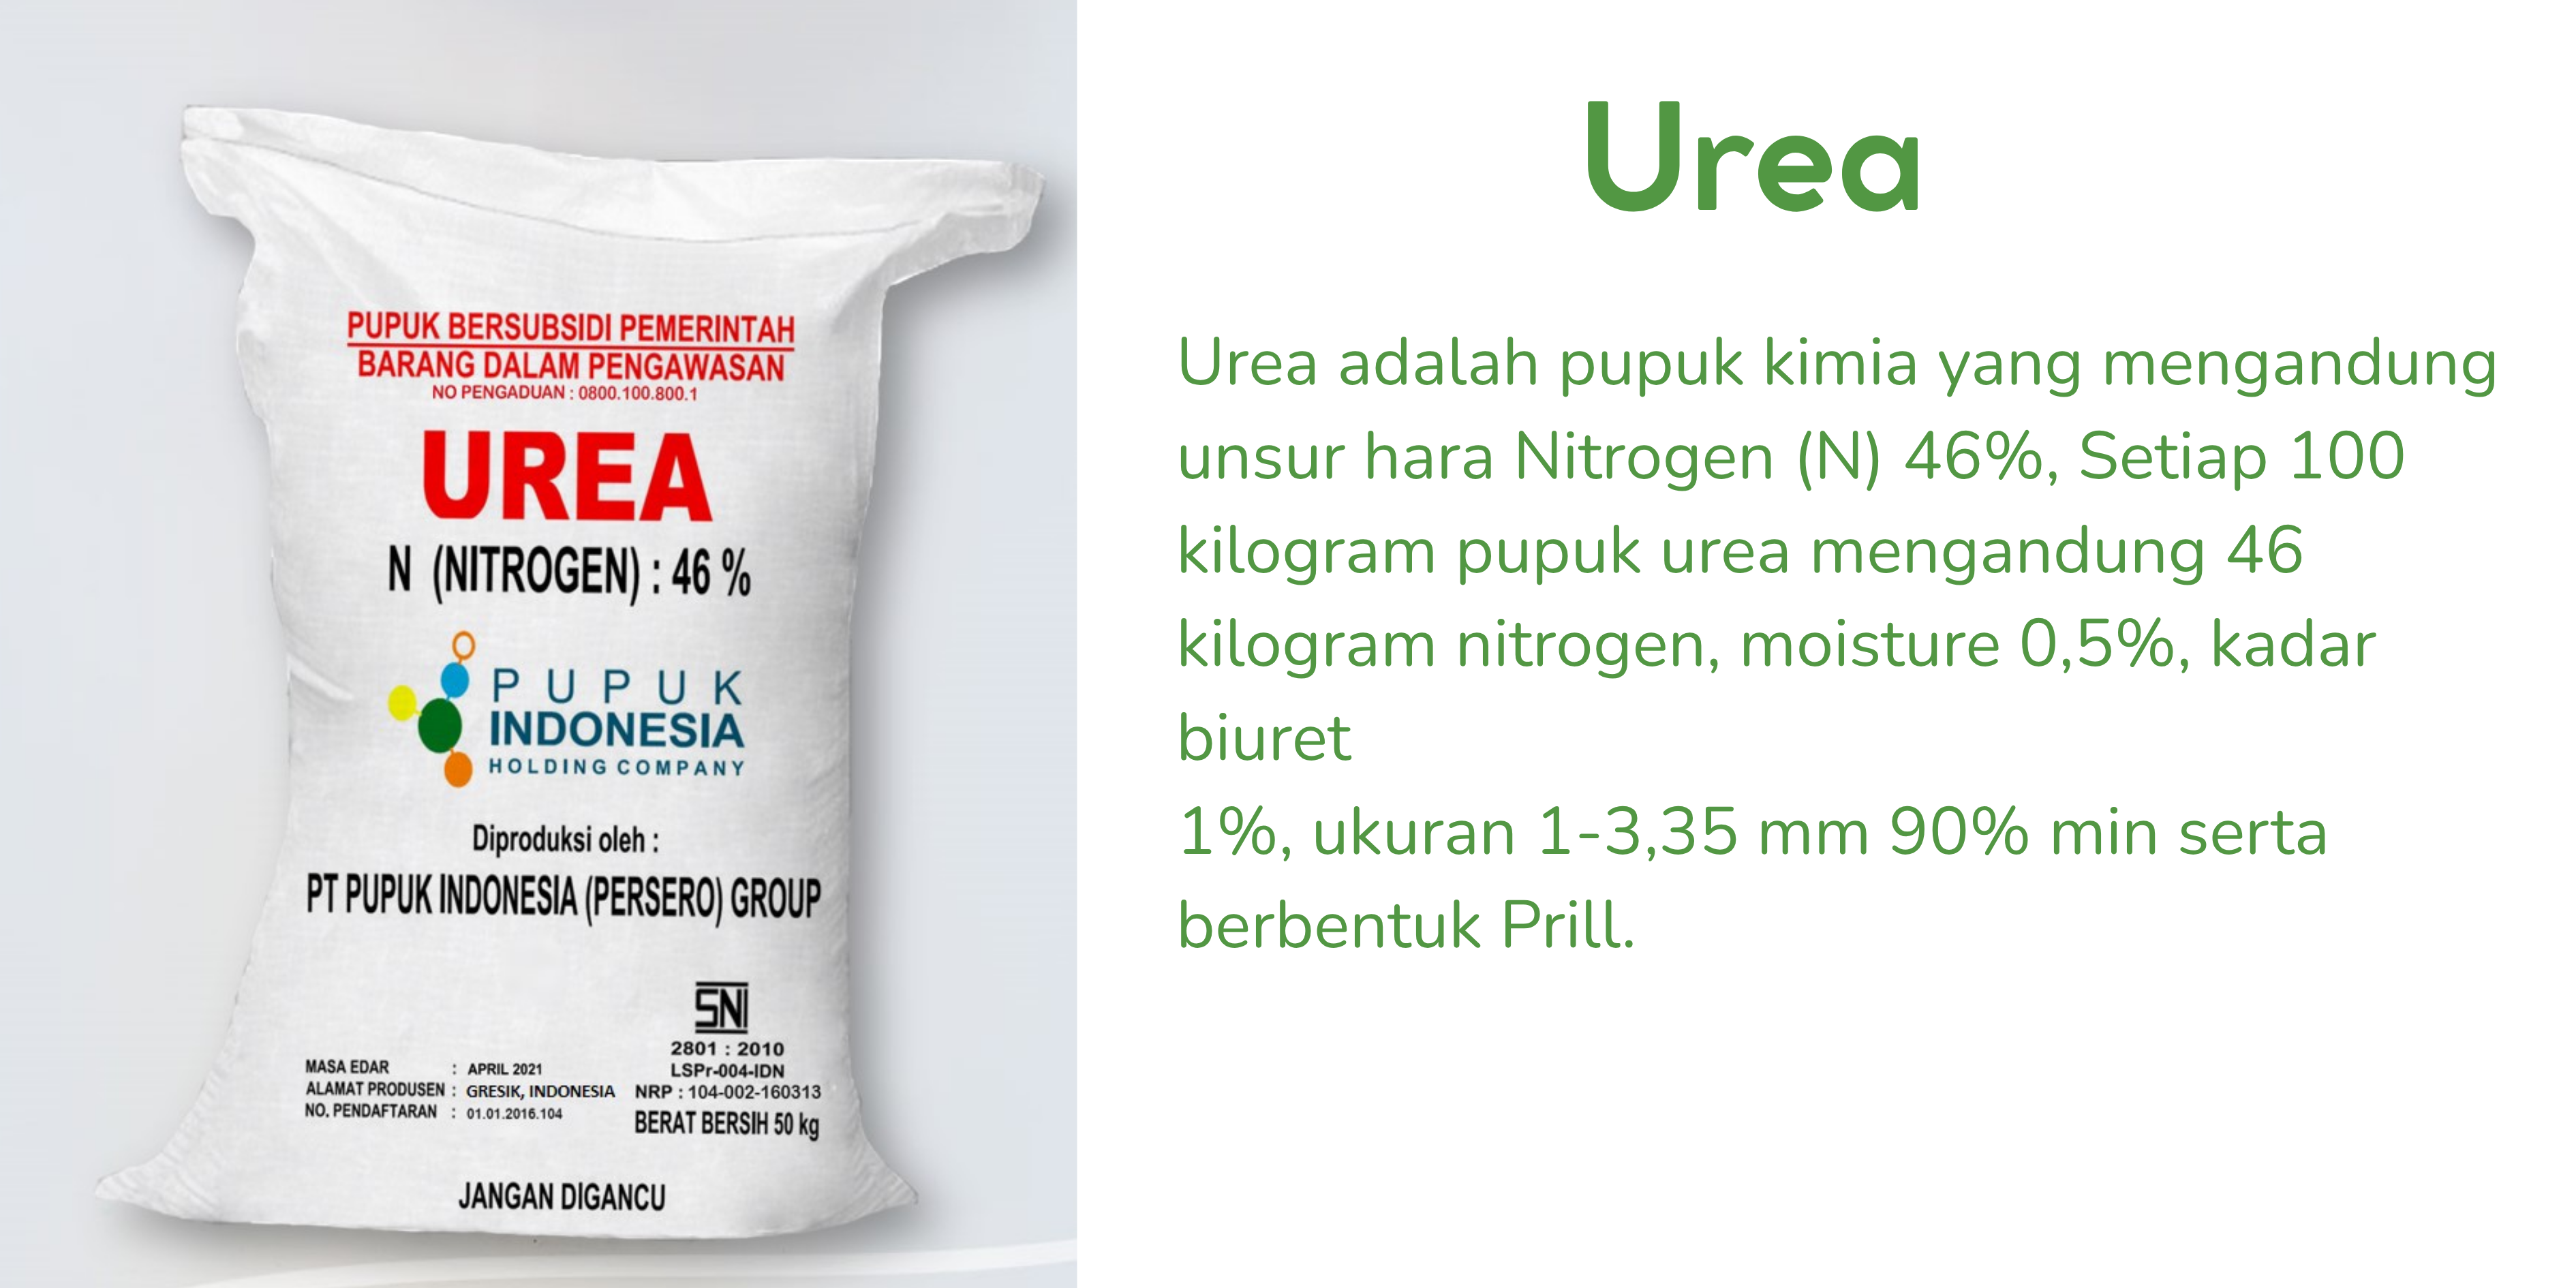 PUPUK BERSUBSIDI PEMERINTAH
BARANG DALAM PENGAWASAN
NO PENGADUAN : 0800.100.800.1
UREA
N (NITROGEN) : 46 %
PUPUK
INDONESIA
HOLDING COMPANY
Diproduksi oleh :
PT PUPUK INDONESIA (PERSERO) GROUP
SNI
2801 : 2010
LSPr-004-IDN
NRP : 104-002-160313
BERAT BERSIH 50 kg
MASA EDAR : APRIL 2021
ALAMAT PRODUSEN : GRESIK, INDONESIA
NO. PENDAFTARAN : 01.01.2016.104
JANGAN DIGANCU
Urea
Urea adalah pupuk kimia yang mengandung
unsur hara Nitrogen (N) 46%, Setiap 100
kilogram pupuk urea mengandung 46
kilogram nitrogen, moisture 0,5%, kadar
biuret
1%, ukuran 1-3,35 mm 90% min serta
berbentuk Prill.